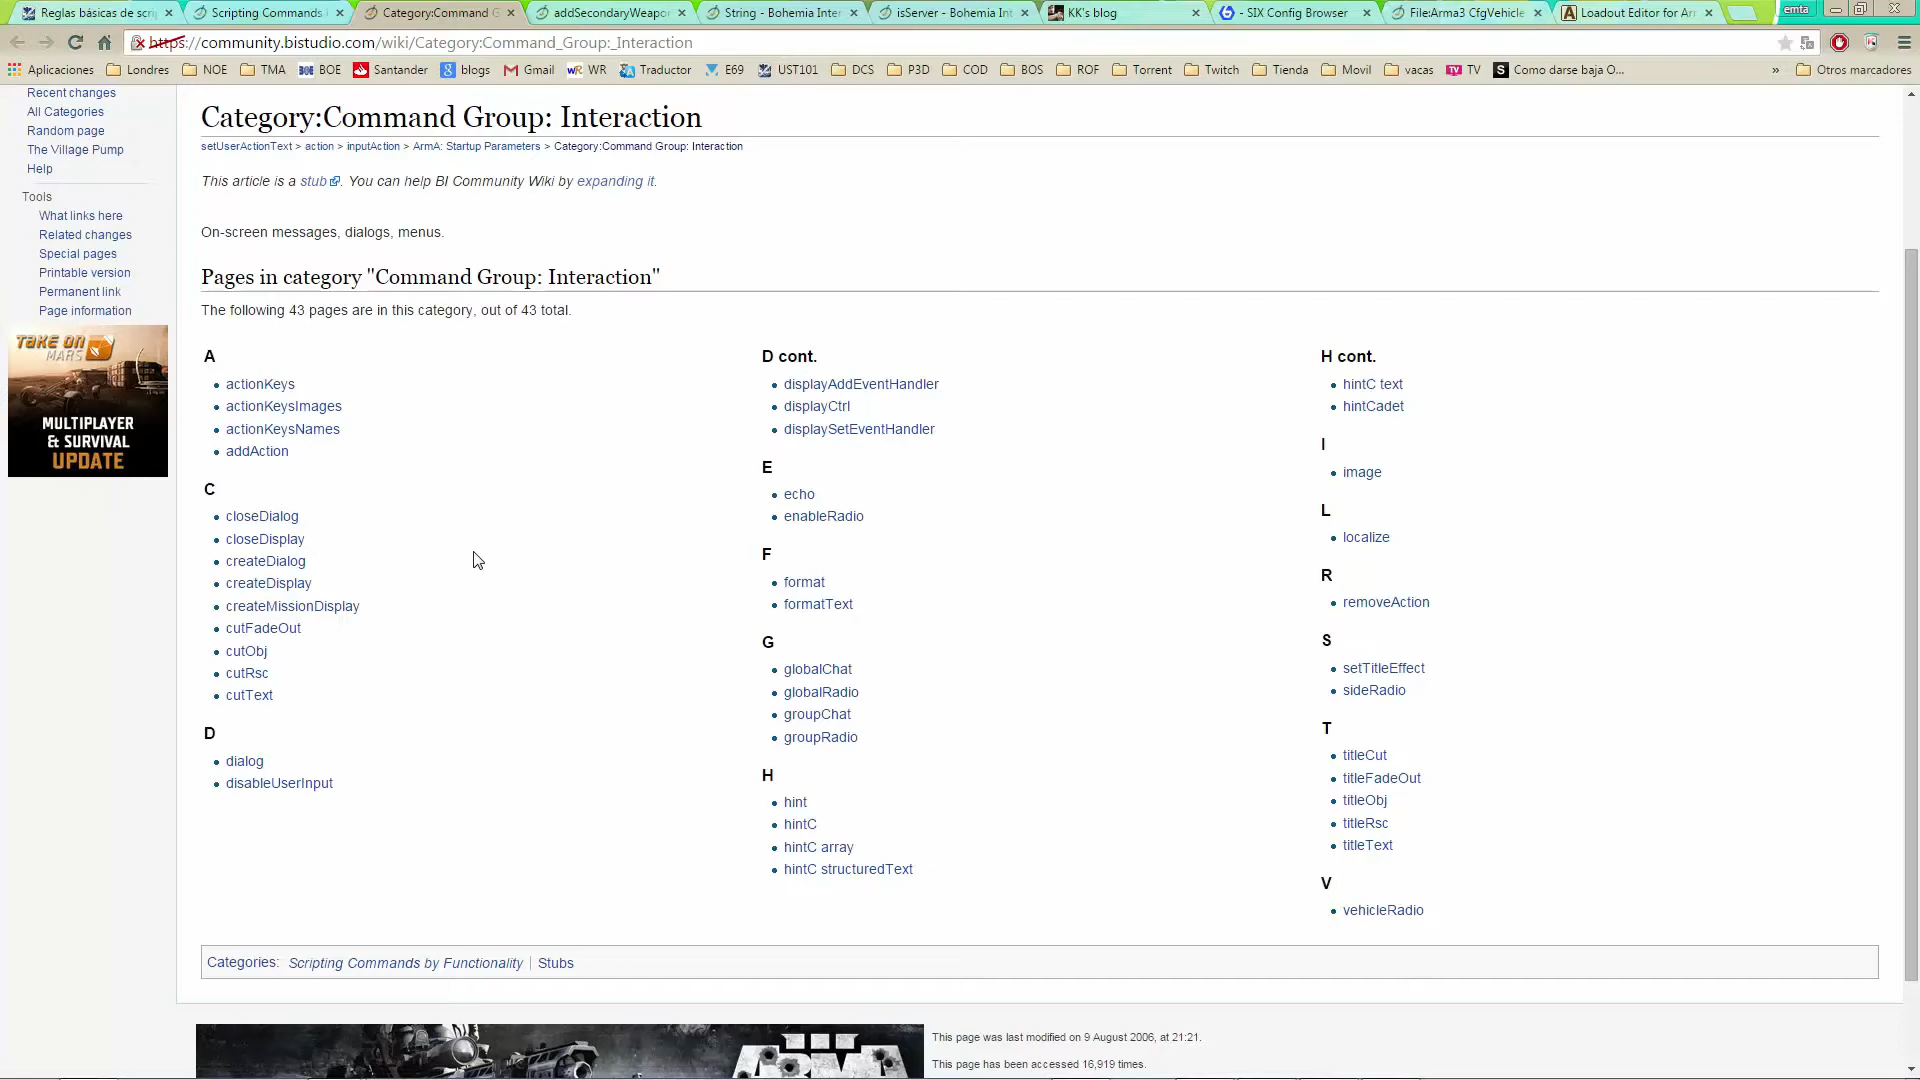 Reglas básicas de scri
Scripting Commands
Category:Command G
addSecondaryWeapo
String - Bohemia Inter
isServer - Bohemia Int
KK's blog
- SIX Config Browser
File:Arma3 CfgVehicle
Loadout Editor for Ar
emta
https://community.bistudio.com/wiki/Category:Command_Group:_Interaction
Aplicaciones
Londres
NOE
TMA
BOE
Santander
blogs
Gmail
WR
Traductor
E69
UST101
DCS
P3D
COD
BOS
ROF
Torrent
Twitch
Tienda
Movil
vacas
TV
Como darse baja O...
»
Otros marcadores
Recent changes
All Categories
Random page
The Village Pump
Help
Tools
What links here
Related changes
Special pages
Printable version
Permanent link
Page information
TAKE ON
MARS
MULTIPLAYER
& SURVIVAL
UPDATE
Category:Command Group: Interaction
setUserActionText > action > inputAction > ArmA: Startup Parameters > Category:Command Group: Interaction
This article is a stub. You can help BI Community Wiki by expanding it.
On-screen messages, dialogs, menus.
Pages in category "Command Group: Interaction"
The following 43 pages are in this category, out of 43 total.
A
actionKeys
actionKeysImages
actionKeysNames
addAction
C
closeDialog
closeDisplay
createDialog
createDisplay
createMissionDisplay
cutFadeOut
cutObj
cutRsc
cutText
D
dialog
disableUserInput
D cont.
displayAddEventHandler
displayCtrl
displaySetEventHandler
E
echo
enableRadio
F
format
formatText
G
globalChat
globalRadio
groupChat
groupRadio
H
hint
hintC
hintC array
hintC structuredText
H cont.
hintC text
hintCadet
I
image
L
localize
R
removeAction
S
setTitleEffect
sideRadio
T
titleCut
titleFadeOut
titleObj
titleRsc
titleText
V
vehicleRadio
Categories: Scripting Commands by Functionality | Stubs
This page was last modified on 9 August 2006, at 21:21.
This page has been accessed 16,919 times.